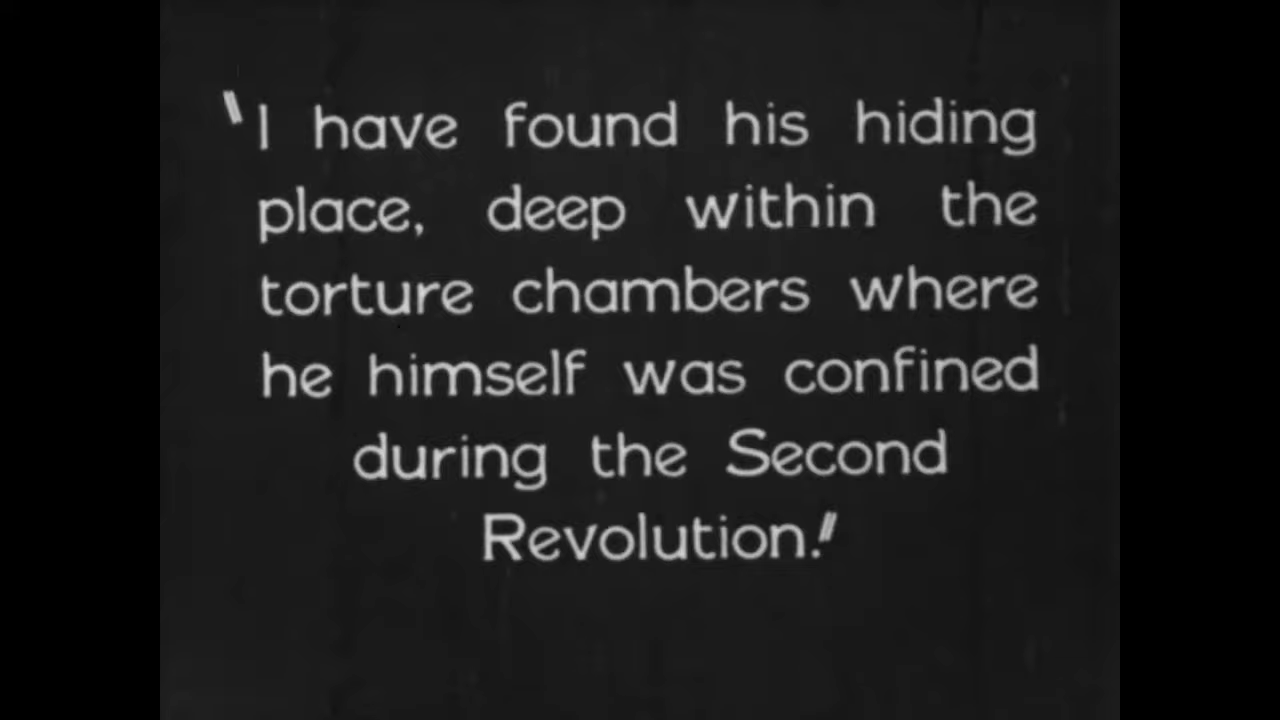 "I have found his hiding
place, deep within the
torture chambers where
he himself was confined
during the Second
Revolution."